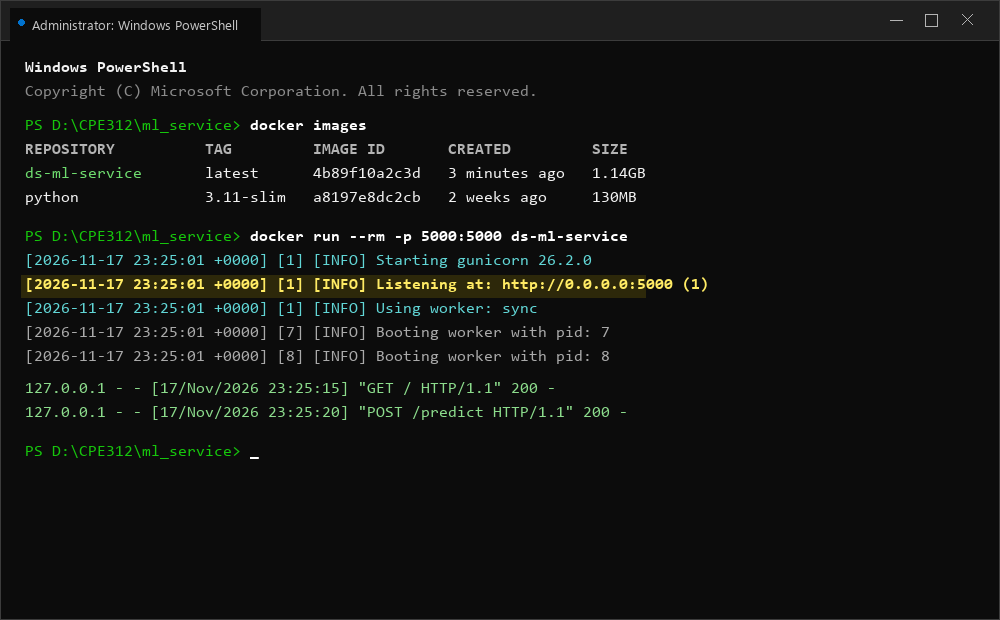 Administrator: Windows PowerShell
Windows PowerShell
Copyright (C) Microsoft Corporation. All rights reserved.
PS D:\CPE312\ml_service> docker images
REPOSITORY TAG IMAGE ID CREATED SIZE
ds-ml-service latest 4b89f10a2c3d 3 minutes ago 1.14GB
python 3.11-slim a8197e8dc2cb 2 weeks ago 130MB
PS D:\CPE312\ml_service> docker run --rm -p 5000:5000 ds-ml-service
[2026-11-17 23:25:01 +0000] [1] [INFO] Starting gunicorn 26.2.0
[2026-11-17 23:25:01 +0000] [1] [INFO] Listening at: http://0.0.0.0:5000 (1)
[2026-11-17 23:25:01 +0000] [1] [INFO] Using worker: sync
[2026-11-17 23:25:01 +0000] [7] [INFO] Booting worker with pid: 7
[2026-11-17 23:25:01 +0000] [8] [INFO] Booting worker with pid: 8
127.0.0.1 - - [17/Nov/2026 23:25:15] "GET / HTTP/1.1" 200 -
127.0.0.1 - - [17/Nov/2026 23:25:20] "POST /predict HTTP/1.1" 200 -
PS D:\CPE312\ml_service> _